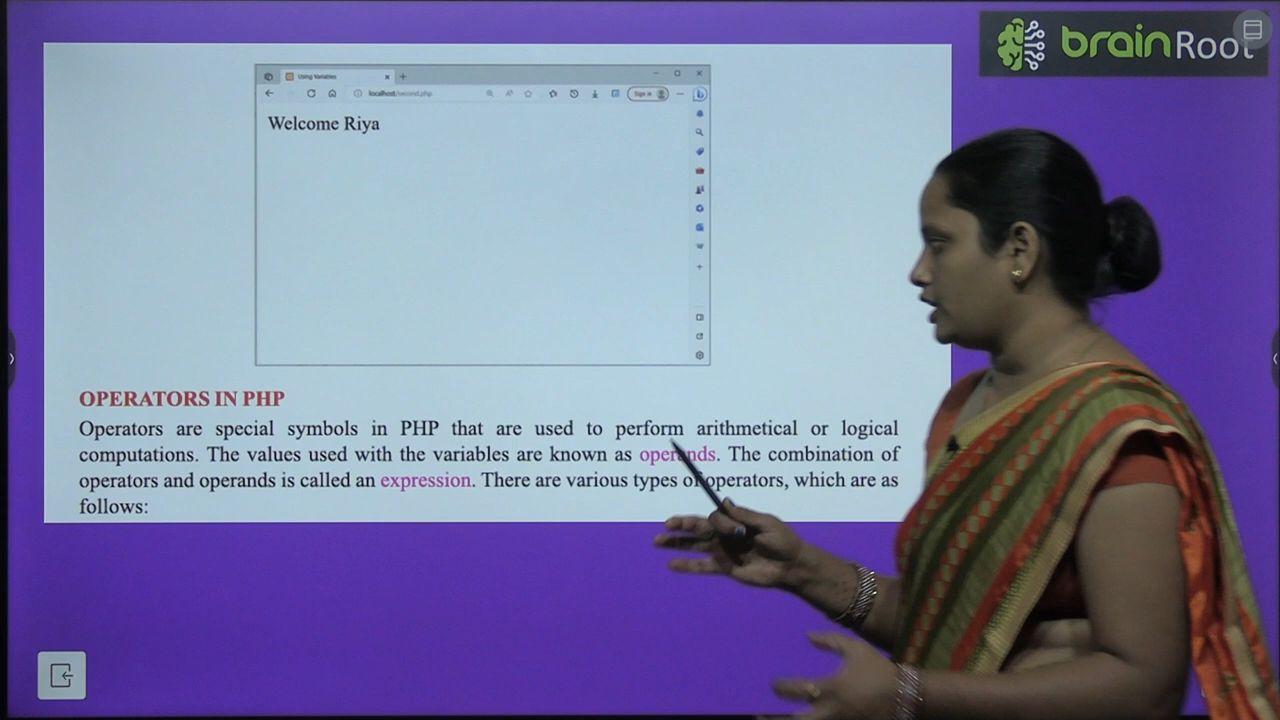 brainRoot
Using Variables
localhost/second.php
Sign in
Welcome Riya
OPERATORS IN PHP
Operators are special symbols in PHP that are used to perform arithmetical or logical
computations. The values used with the variables are known as operands. The combination of
operators and operands is called an expression. There are various types of operators, which are as
follows: